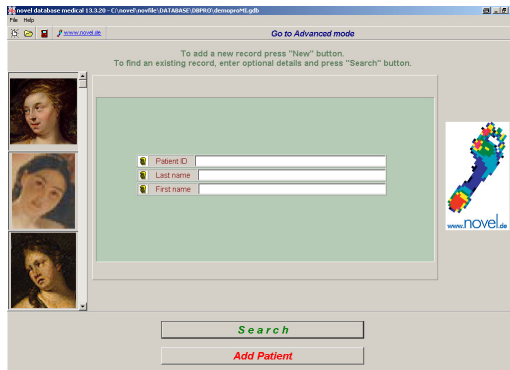 novel database medical 13.3.20 - C:\novel\novfile\DATABASE\DBPRO\demoproMI.gdb
File Help
www.novel.de
Go to Advanced mode
To add a new record press "New" button.
To find an existing record, enter optional details and press "Search" button.
Patient ID
Last name
First name
www.novel.de
Search
Add Patient